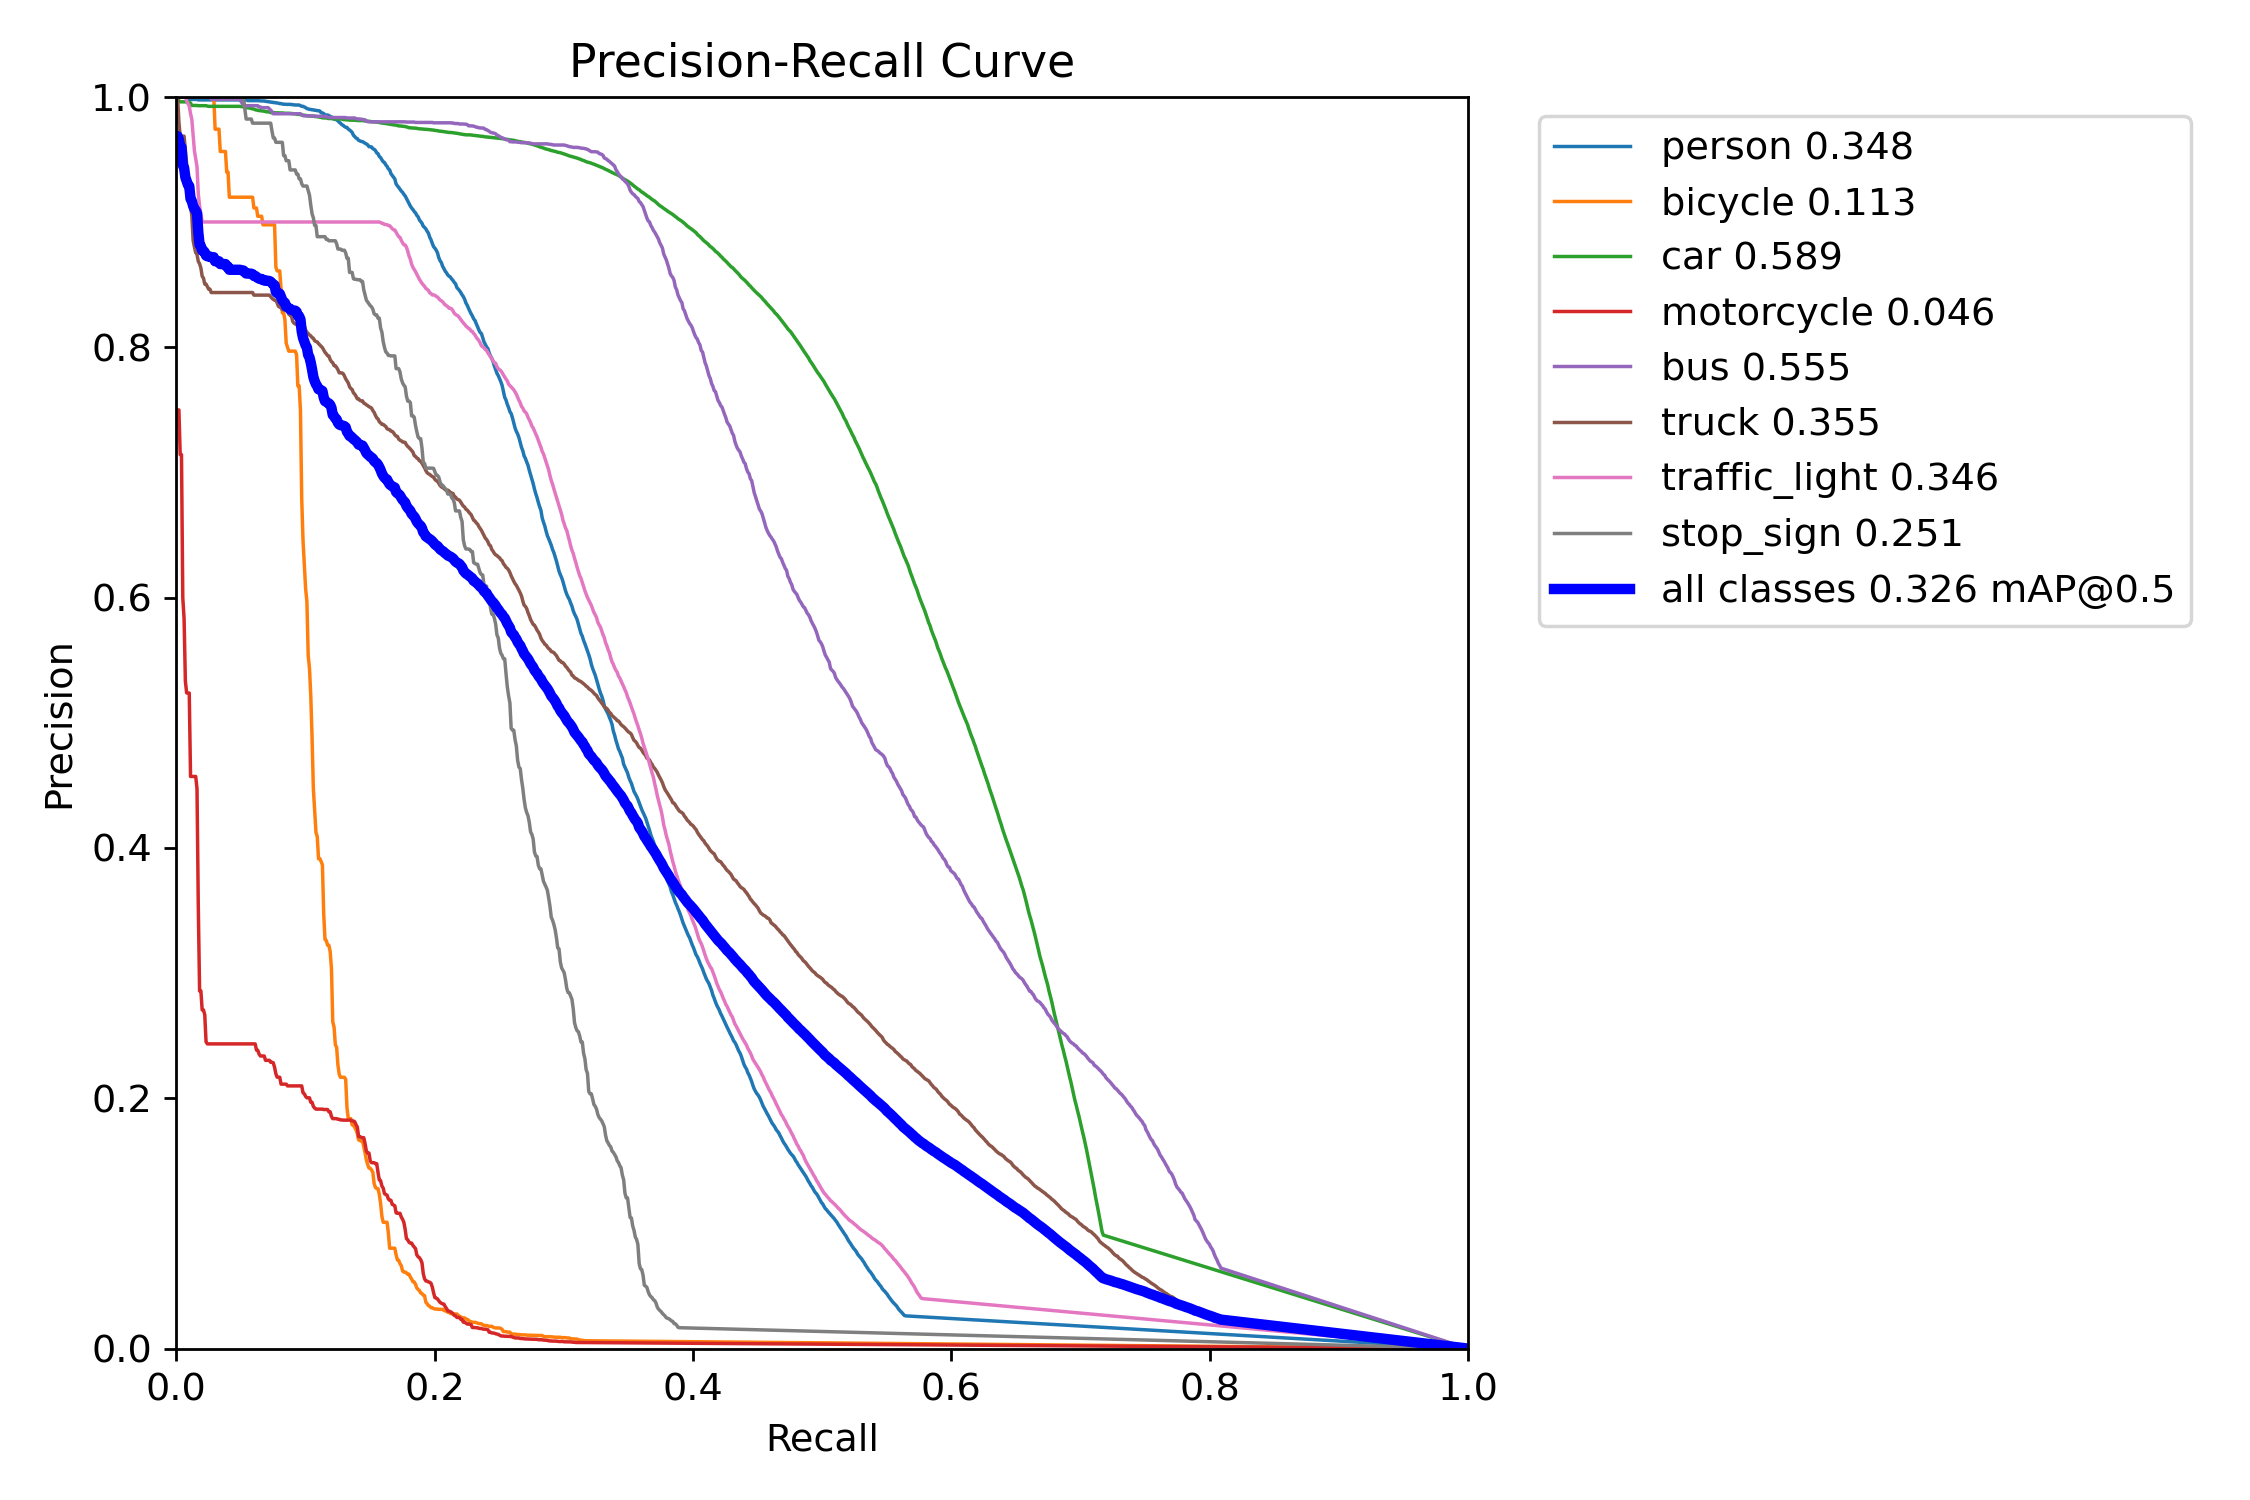 Precision-Recall Curve
1.0
0.8
0.6
0.4
0.2
0.0
Precision
0.0 0.2 0.4 0.6 0.8 1.0
Recall
person 0.348
bicycle 0.113
car 0.589
motorcycle 0.046
bus 0.555
truck 0.355
traffic_light 0.346
stop_sign 0.251
all classes 0.326 mAP@0.5